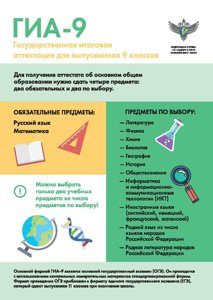 ГИА-9
Государственная итоговая
аттестация для выпускников 9 классов
Для получения аттестата об основном общем
образовании нужно сдать четыре предмета:
два обязательных и два по выбору.
ОБЯЗАТЕЛЬНЫЕ ПРЕДМЕТЫ:
Русский язык
Математика
ПРЕДМЕТЫ ПО ВЫБОРУ:
— Литература
— Физика
— Химия
— Биология
— География
— История
— Обществознание
— Информатика
и информационно-
коммуникационные
технологии (ИКТ)
— Иностранные языки
(английский, немецкий,
французский, испанский)
— Родной язык из числа
языков народов
Российской Федерации
— Родная литература народов
Российской Федерации
!
Можно выбрать
только два учебных
предмета из числа
предметов по выбору!
Основной формой ГИА-9 является основной государственный экзамен (ОГЭ). Он проводится
с использованием контрольных измерительных материалов стандартизированной формы.